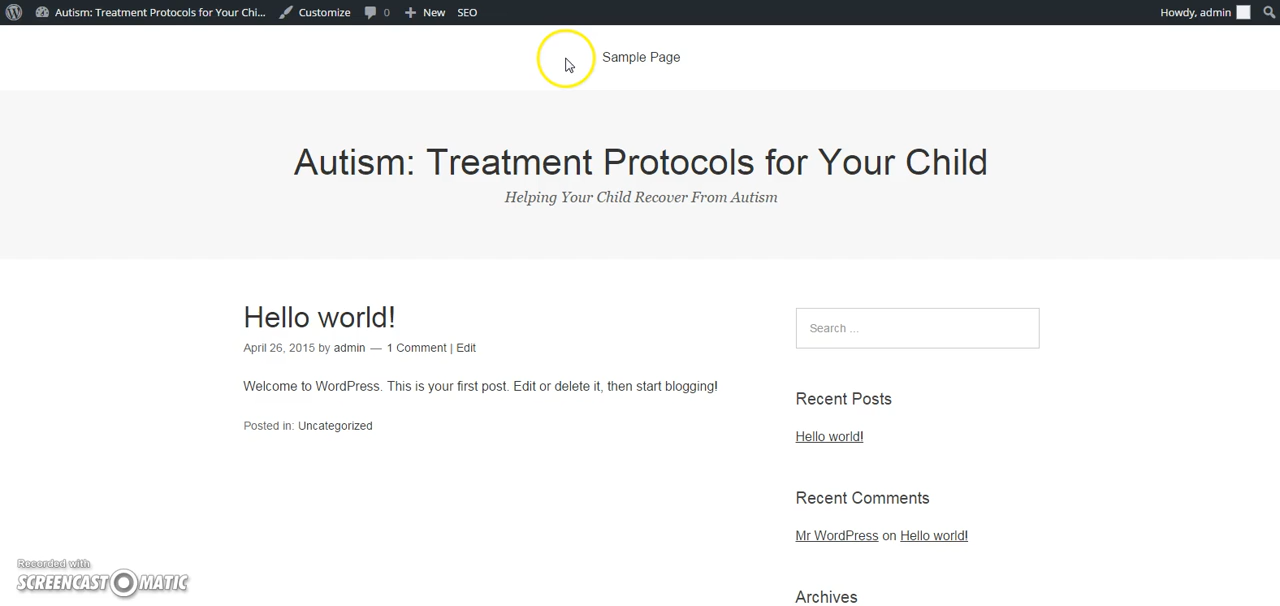 Autism: Treatment Protocols for Your Chi... Customize 0 New SEO Howdy, admin
Sample Page
Autism: Treatment Protocols for Your Child
Helping Your Child Recover From Autism
Hello world!
April 26, 2015 by admin — 1 Comment | Edit
Welcome to WordPress. This is your first post. Edit or delete it, then start blogging!
Posted in: Uncategorized
Search ...
Recent Posts
Hello world!
Recent Comments
Mr WordPress on Hello world!
Archives
Recorded with
SCREENCAST-O-MATIC